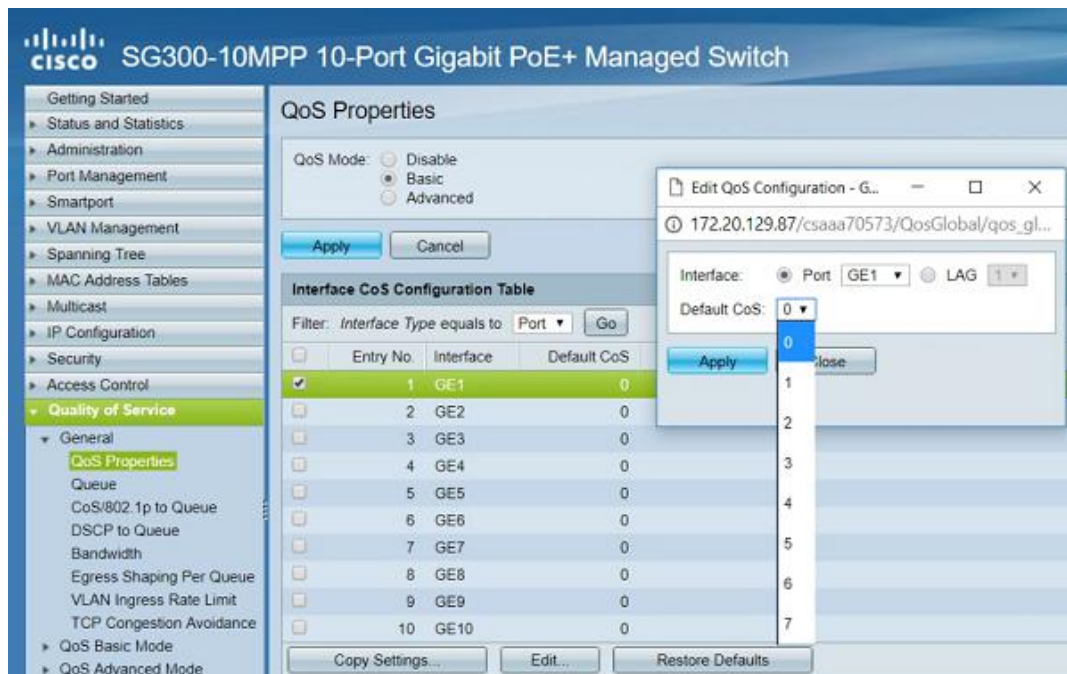 cisco SG300-10MPP 10-Port Gigabit PoE+ Managed Switch
Getting Started
Status and Statistics
Administration
Port Management
Smartport
VLAN Management
Spanning Tree
MAC Address Tables
Multicast
IP Configuration
Security
Access Control
Quality of Service
General
QoS Properties
Queue
CoS/802.1p to Queue
DSCP to Queue
Bandwidth
Egress Shaping Per Queue
VLAN Ingress Rate Limit
TCP Congestion Avoidance
QoS Basic Mode
QoS Advanced Mode
QoS Properties
QoS Mode: Disable
Basic
Advanced
Apply Cancel
Interface CoS Configuration Table
Filter: Interface Type equals to Port Go
Entry No. Interface Default CoS
1 GE1 0
2 GE2 0
3 GE3 0
4 GE4 0
5 GE5 0
6 GE6 0
7 GE7 0
8 GE8 0
9 GE9 0
10 GE10 0
Copy Settings... Edit... Restore Defaults
Edit QoS Configuration - G...
172.20.129.87/csaaa70573/QosGlobal/qos_gl...
Interface: Port GE1 LAG 1
Default CoS: 0
0
1
2
3
4
5
6
7
Apply lose